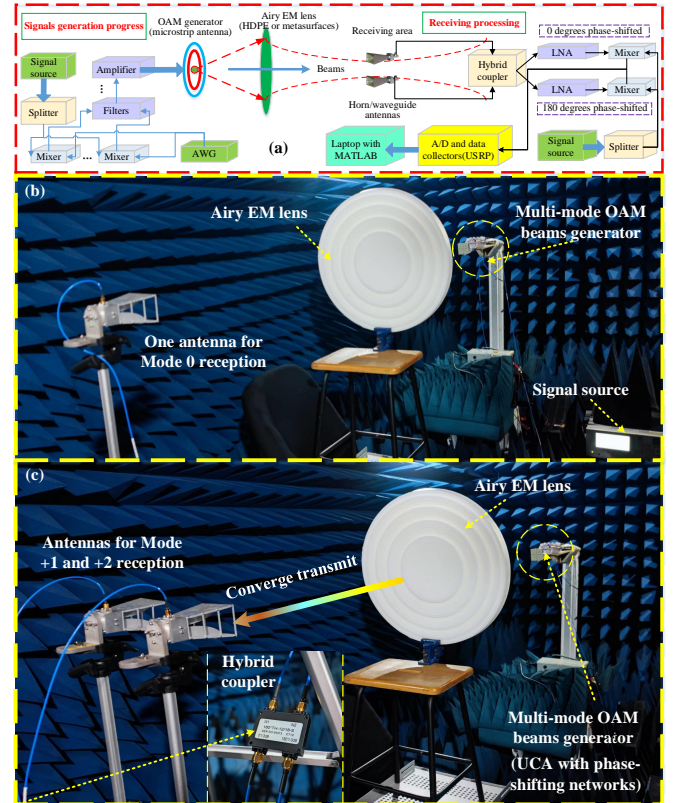 Signals generation progress
OAM generator
(microstrip antenna)
Airy EM lens
(HDPE or metasurfaces)
Receiving processing
0 degrees phase-shifted
Signal
source
Amplifier
Receiving area
Beams
Hybrid
coupler
LNA
Mixer
LNA
Mixer
Splitter
...
Filters
Horn/waveguide
antennas
180 degrees phase-shifted
Mixer
...
Mixer
AWG
(a)
Laptop with
MATLAB
A/D and data
collectors(USRP)
Signal
source
Splitter
(b)
Airy EM lens
Multi-mode OAM
beams generator
One antenna for
Mode 0 reception
Signal source
(c)
Airy EM lens
Antennas for Mode
+1 and +2 reception
Converge transmit
Hybrid
coupler
Multi-mode OAM
beams generator
(UCA with phase-
shifting networks)